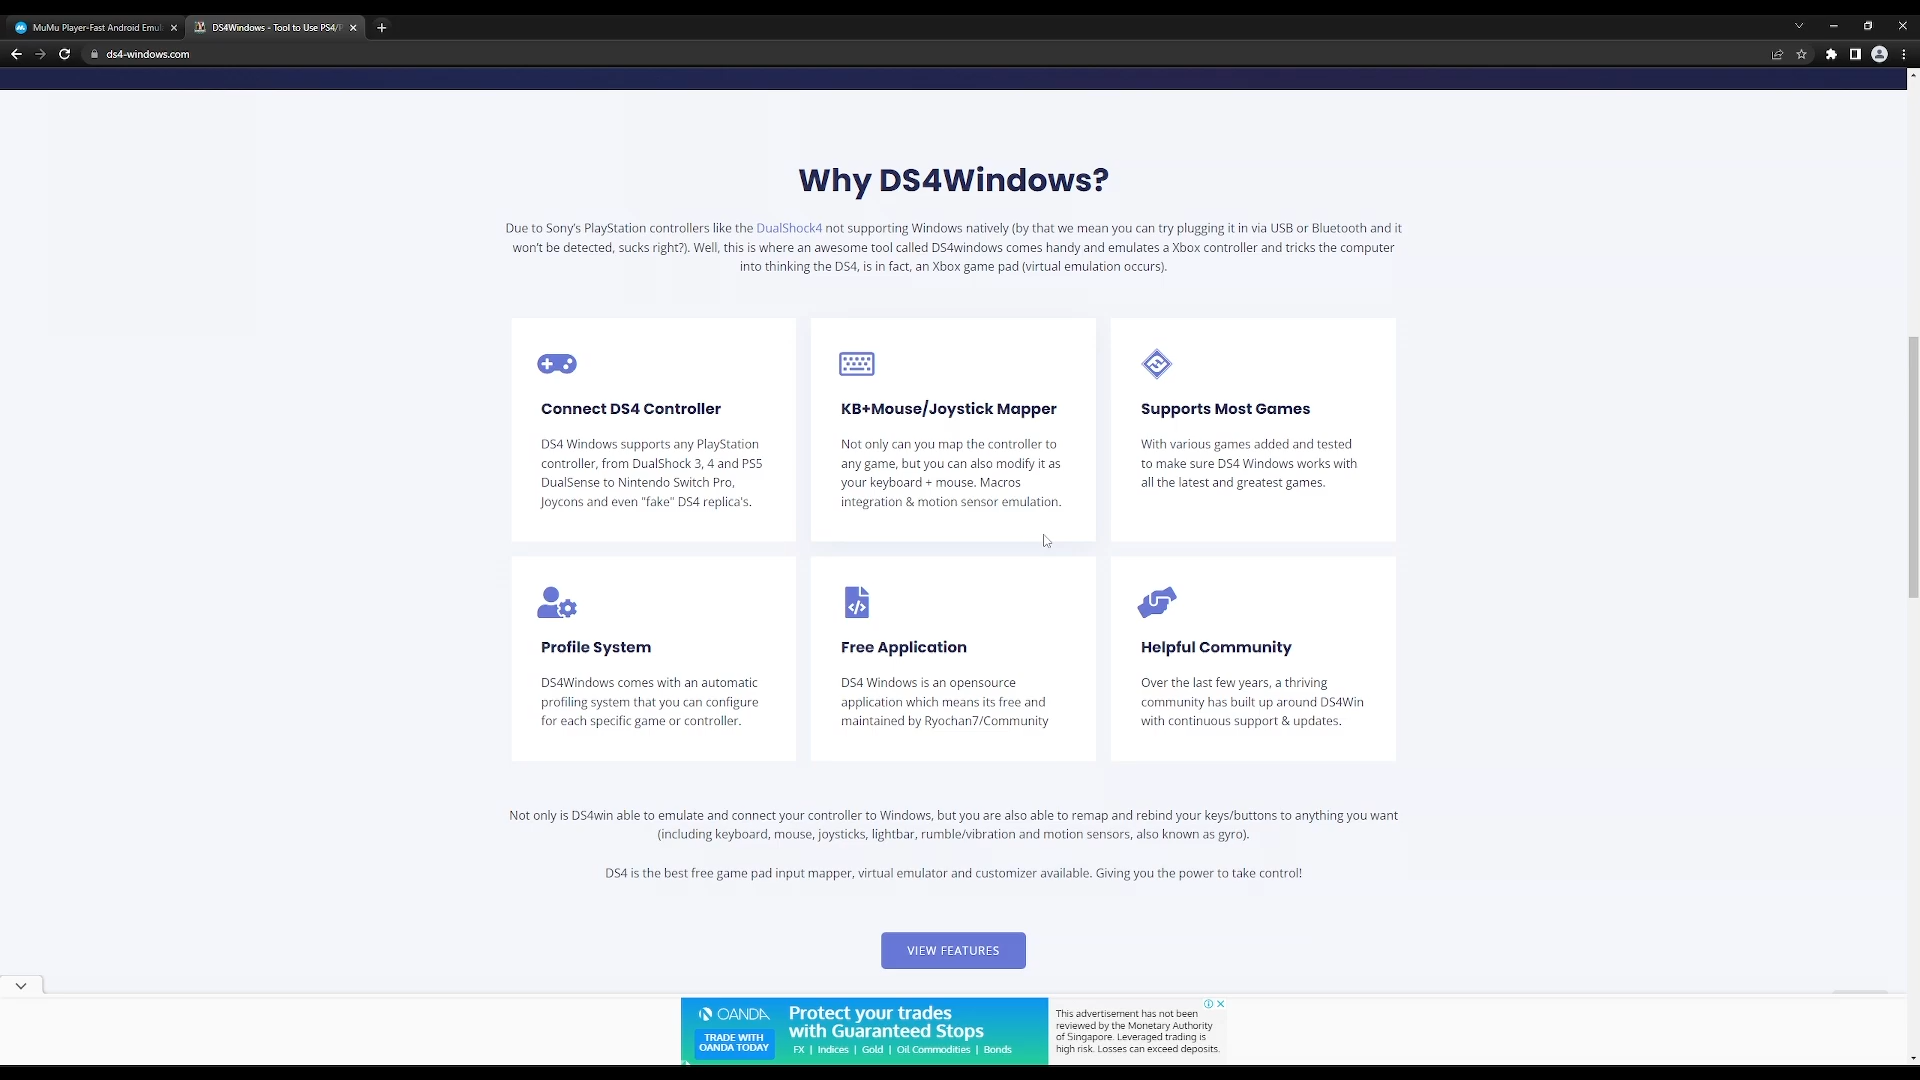 MuMu Player-Fast Android Emul
DS4Windows - Tool to Use PS4/P
ds4-windows.com
Why DS4Windows?
Due to Sony's PlayStation controllers like the DualShock4 not supporting Windows natively (by that we mean you can try plugging it in via USB or Bluetooth and it
won't be detected, sucks right?). Well, this is where an awesome tool called DS4windows comes handy and emulates a Xbox controller and tricks the computer
into thinking the DS4, is in fact, an Xbox game pad (virtual emulation occurs).
Connect DS4 Controller
DS4 Windows supports any PlayStation
controller, from DualShock 3, 4 and PS5
DualSense to Nintendo Switch Pro,
Joycons and even "fake" DS4 replica's.
KB+Mouse/Joystick Mapper
Not only can you map the controller to
any game, but you can also modify it as
your keyboard + mouse. Macros
integration & motion sensor emulation.
Supports Most Games
With various games added and tested
to make sure DS4 Windows works with
all the latest and greatest games.
Profile System
DS4Windows comes with an automatic
profiling system that you can configure
for each specific game or controller.
Free Application
DS4 Windows is an opensource
application which means its free and
maintained by Ryochan7/Community
Helpful Community
Over the last few years, a thriving
community has built up around DS4Win
with continuous support & updates.
Not only is DS4win able to emulate and connect your controller to Windows, but you are also able to remap and rebind your keys/buttons to anything you want
(including keyboard, mouse, joysticks, lightbar, rumble/vibration and motion sensors, also known as gyro).
DS4 is the best free game pad input mapper, virtual emulator and customizer available. Giving you the power to take control!
VIEW FEATURES
OANDA
TRADE WITH
OANDA TODAY
Protect your trades
with Guaranteed Stops
FX | Indices | Gold | Oil Commodities | Bonds
This advertisement has not been
reviewed by the Monetary Authority
of Singapore. Leveraged trading is
high risk. Losses can exceed deposits.